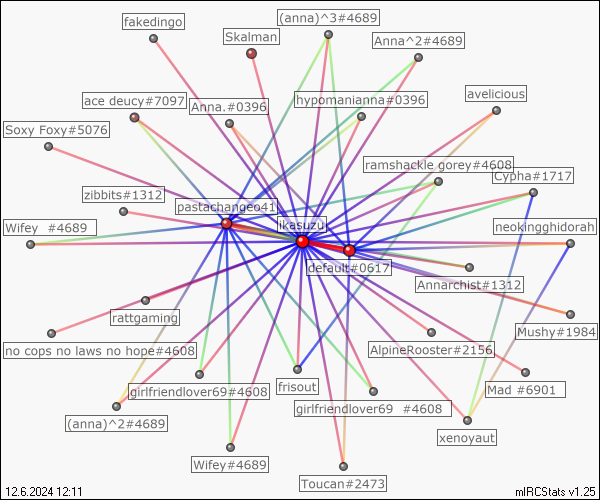 fakedingo
(anna)^3#4689
Skalman
Anna^2#4689
avelicious
ace deucy#7097
Anna.#0396
hypomanianna#0396
Soxy Foxy#5076
ramshackle gorey#4608
Cypha#1717
zibbits#1312
pastachangeo41
ikasuzu
Wifey  #4689
neokingghidorah
default#0617
Annarchist#1312
rattgaming
Mushy#1984
no cops no laws no hope#4608
AlpineRooster#2156
girlfriendlover69#4608
frisout
Mad #6901
girlfriendlover69  #4608
(anna)^2#4689
xenoyaut
Wifey#4689
Toucan#2473
12.6.2024 12:11
mIRCStats v1.25